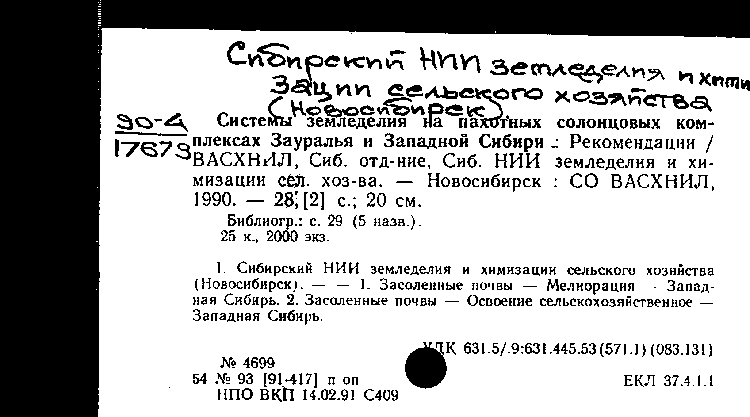 Сибирский НИИ земледелия и хими
зации сельского хозяйства
(Новосибирск)
90-4
17679
Системы земледелия на пахотных солонцовых ком-
плексах Зауралья и Западной Сибири : Рекомендации /
ВАСХНИЛ, Сиб. отд-ние, Сиб. НИИ земледелия и хи-
мизации сел. хоз-ва. — Новосибирск : СО ВАСХНИЛ,
1990. — 28, [2] с.; 20 см.
Библиогр.: с. 29 (5 назв.).
25 к., 2000 экз.
1. Сибирский НИИ земледелия и химизации сельского хозяйства
(Новосибирск). — — 1. Засоленные почвы — Мелиорация - Запад-
ная Сибирь. 2. Засоленные почвы — Освоение сельскохозяйственное —
Западная Сибирь.
УДК 631.5/.9:631.445.53(571.1)(083.131)
№ 4699
54 № 93 [91-417] п оп
ЕКЛ 37.4.1.1
НПО ВКП 14.02.91 С409